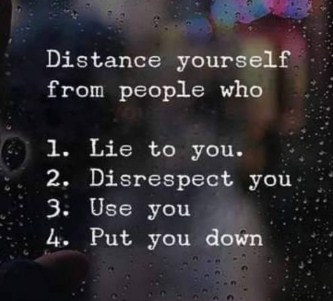 Distance yourself
from people who
1. Lie to you.
2. Disrespect you
3. Use you
4. Put you down